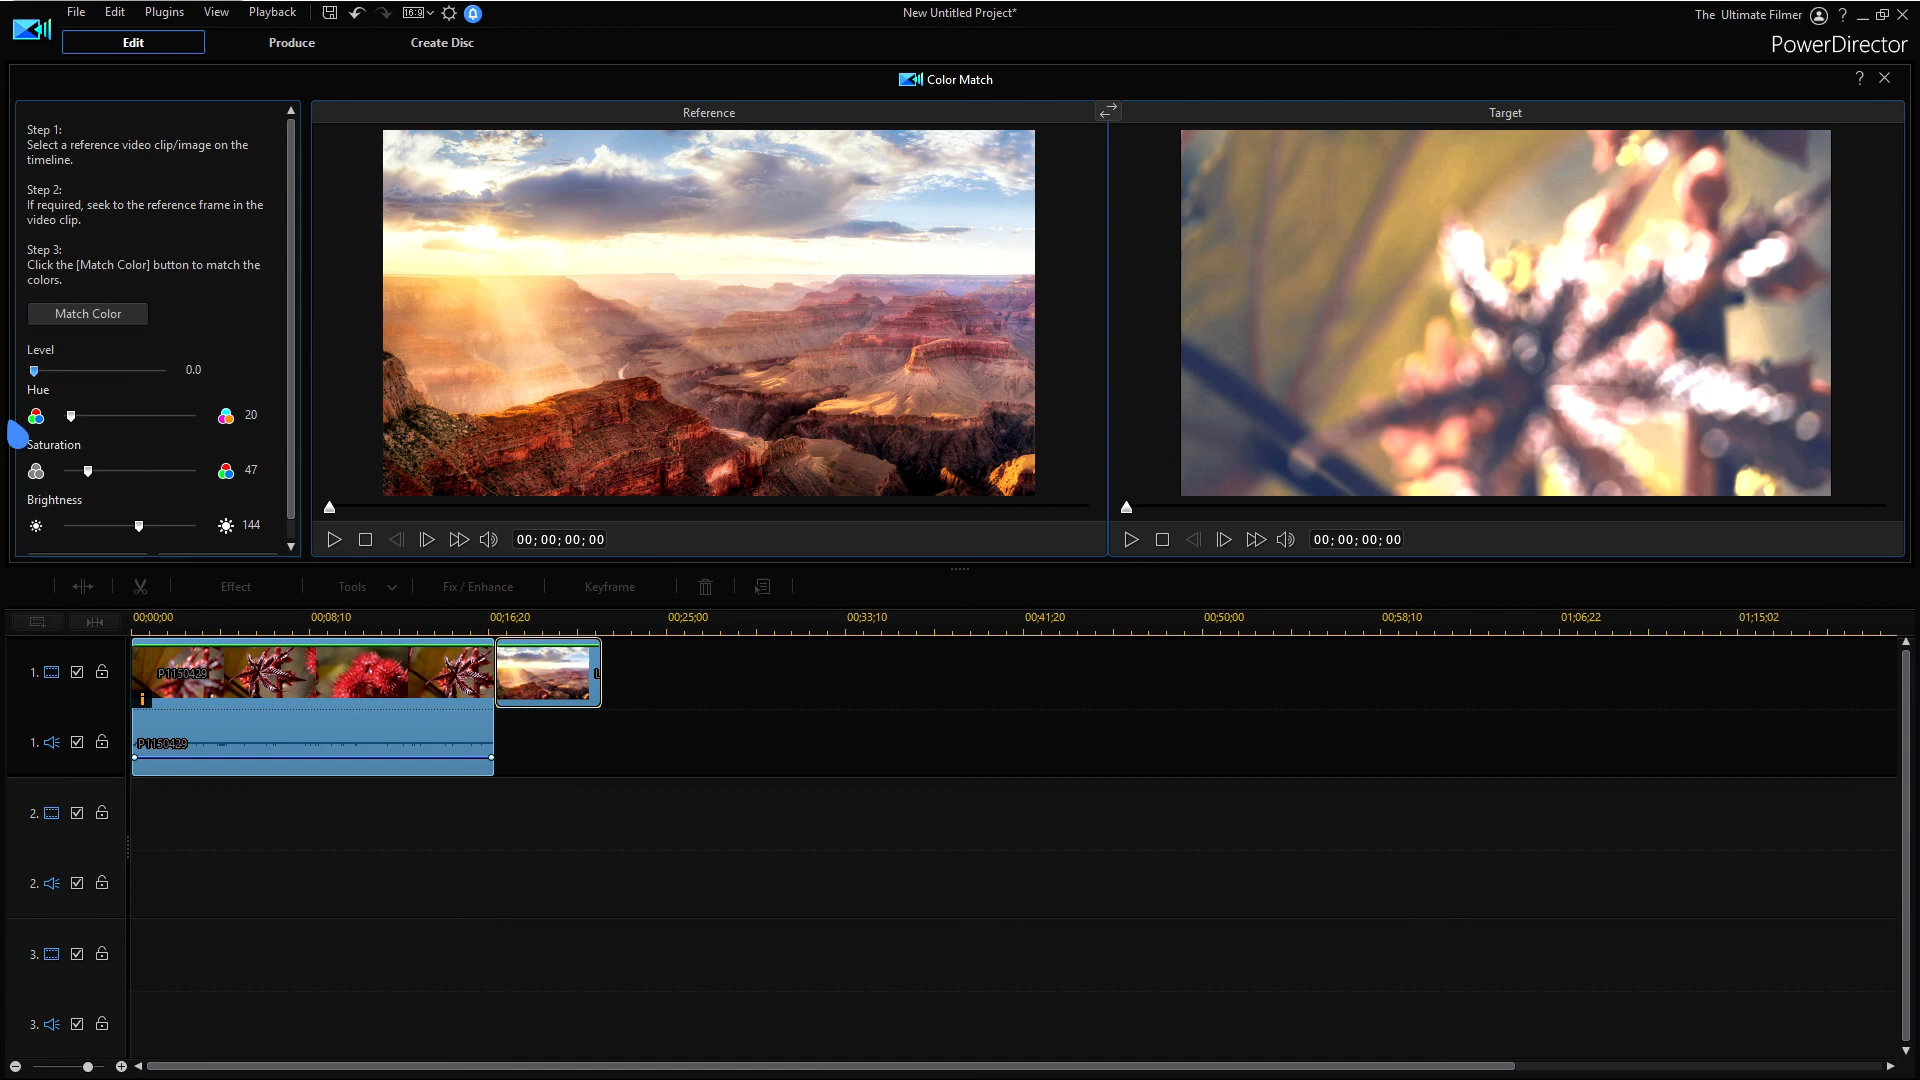 File Edit Plugins View Playback 16:9 New Untitled Project* The Ultimate Filmer ?
Edit Produce Create Disc PowerDirector
Color Match ?
Reference Target
Step 1:
Select a reference video clip/image on the
timeline.
Step 2:
If required, seek to the reference frame in the
video clip.
Step 3:
Click the [Match Color] button to match the
colors.
Match Color
Level
0.0
Hue
20
Saturation
47
Brightness
144
00;00;00;00 00;00;00;00
Effect Tools Fix / Enhance Keyframe
00;00;00 00;08;10 00;16;20 00;25;00 00;33;10 00;41;20 00;50;00 00;58;10 01;06;22 01;15;02
1. P1150429 L
i
1. P1150429
2.
2.
3.
3.